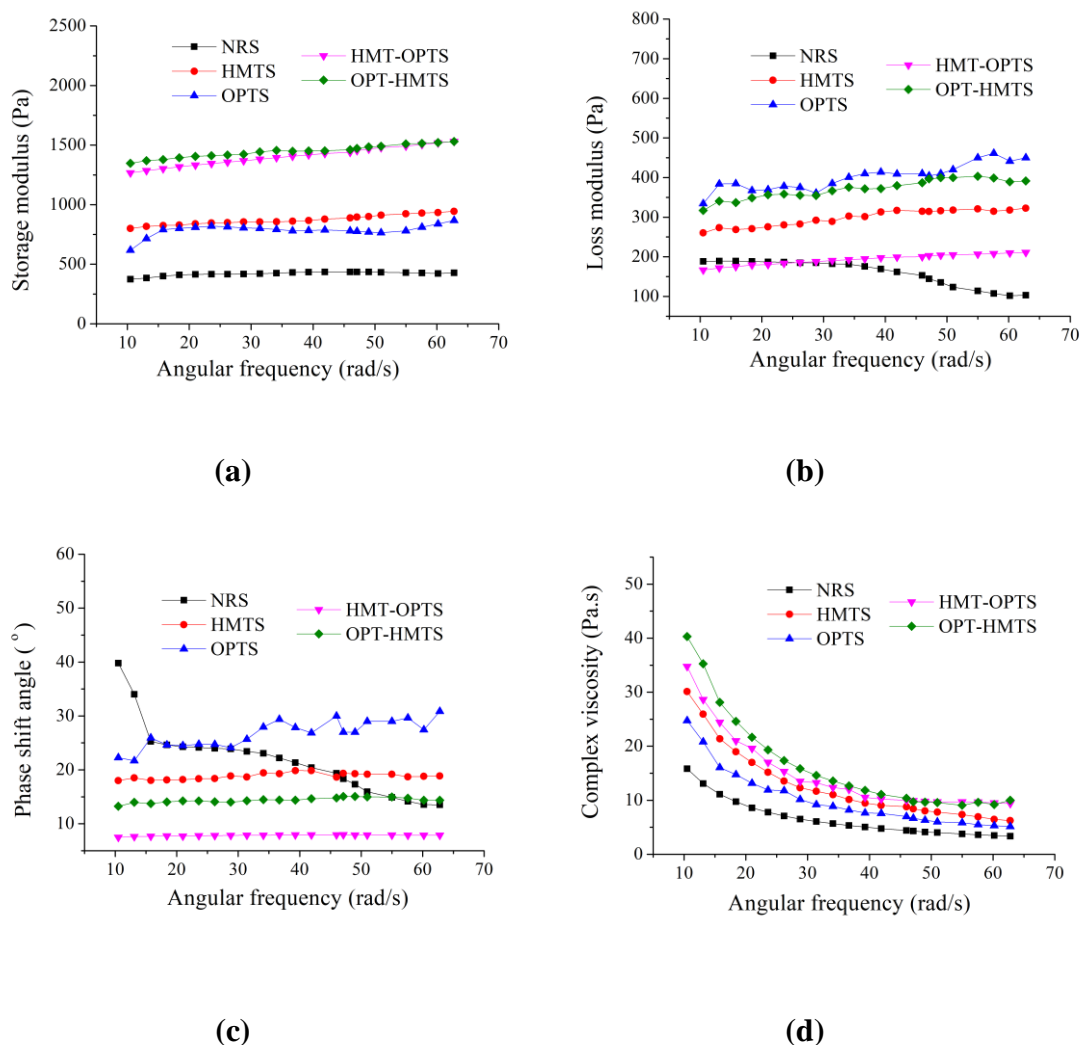 2500
2000
1500
1000
500
0
Storage modulus (Pa)
NRS
HMTS
OPTS
HMT-OPTS
OPT-HMTS
10 20 30 40 50 60 70
Angular frequency (rad/s)
(a)
800
700
600
500
400
300
200
100
Loss modulus (Pa)
NRS
HMTS
OPTS
HMT-OPTS
OPT-HMTS
10 20 30 40 50 60 70
Angular frequency (rad/s)
(b)
60
50
40
30
20
10
Phase shift angle ( ° )
NRS
HMTS
OPTS
HMT-OPTS
OPT-HMTS
10 20 30 40 50 60 70
Angular frequency (rad/s)
(c)
50
40
30
20
10
0
Complex viscosity (Pa.s)
NRS
HMTS
OPTS
HMT-OPTS
OPT-HMTS
10 20 30 40 50 60 70
Angular frequency (rad/s)
(d)